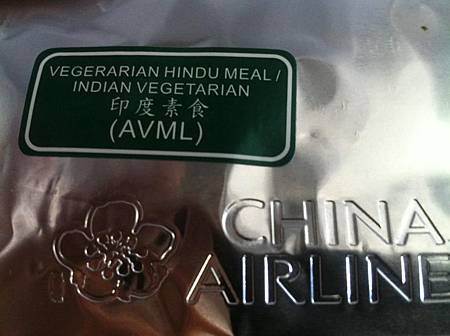 VEGERARIAN HINDU MEAL /
INDIAN VEGETARIAN
印度素食
(AVML)
CHINA
AIRLINE